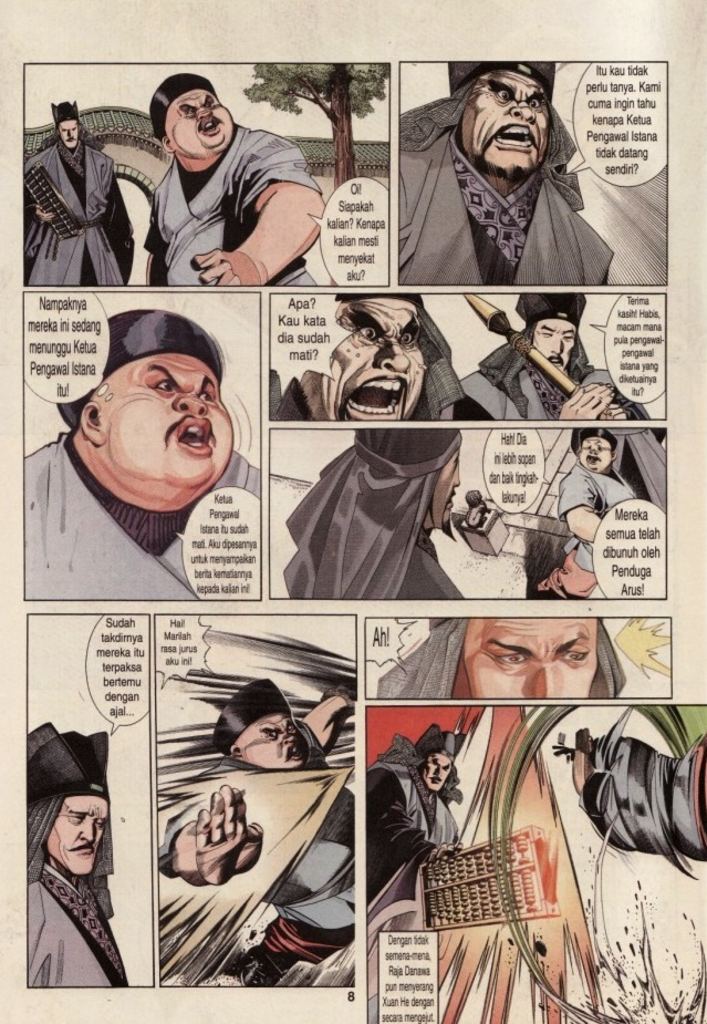 Oi!
Siapakah
kalian? Kenapa
kalian mesti
menyekat
aku?
Itu kau tidak
perlu tanya. Kami
cuma ingin tahu
kenapa Ketua
Pengawal Istana
tidak datang
sendiri?
Nampaknya
mereka ini sedang
menunggu Ketua
Pengawal Istana
itu!
Ketua
Pengawal
Istana itu sudah
mati. Aku dipesannya
untuk menyampaikan
berita kematiannya
kepada kalian ini!
Apa?
Kau kata
dia sudah
mati?
Terima
kasih! Habis,
macam mana
pula pengawal-
pengawal
istana yang
diketuainya
itu?
Hah! Dia
ini lebih sopan
dan baik tingkah-
lakunya!
Mereka
semua telah
dibunuh oleh
Penduga
Arus!
Sudah
takdirnya
mereka itu
terpaksa
bertemu
dengan
ajal...
Hai!
Marilah
rasa jurus
aku ini!
Ah!
Dengan tidak
semena-mena,
Raja Danawa
pun menyerang
Xuan He dengan
secara mengejut.
8